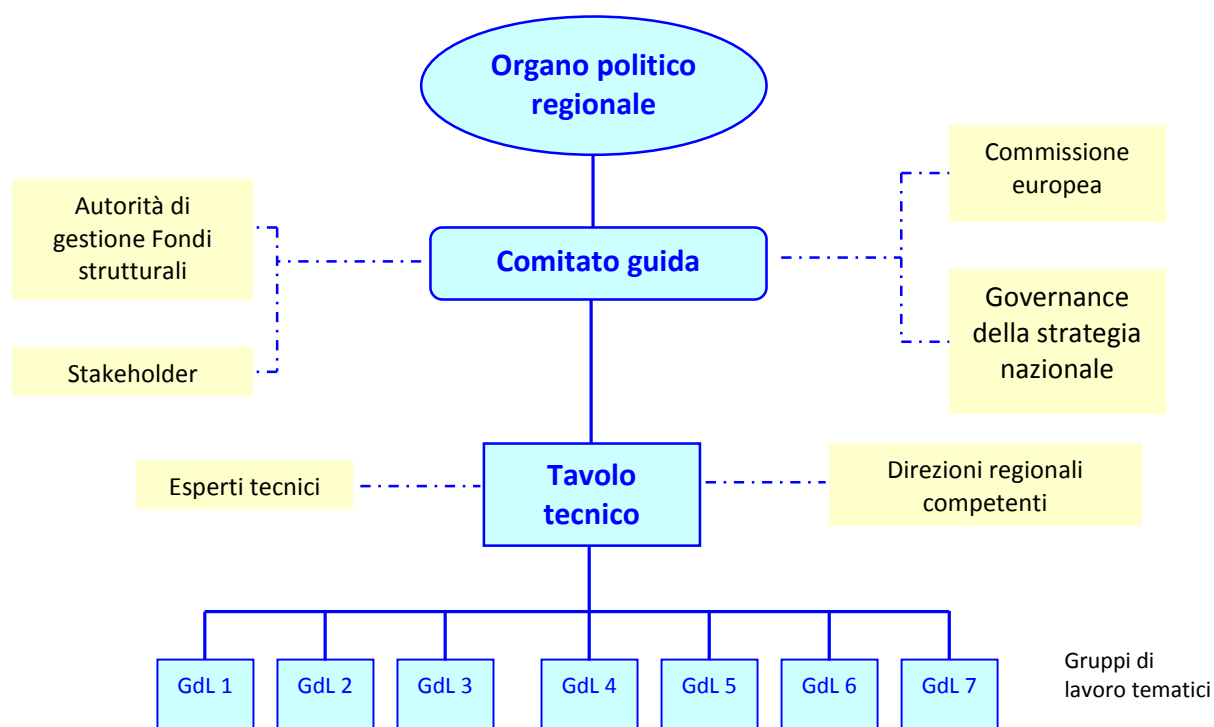 Organo politico
regionale
Commissione
europea
Autorità di
gestione Fondi
strutturali
Comitato guida
Governance
della strategia
nazionale
Stakeholder
Esperti tecnici
Tavolo
tecnico
Direzioni regionali
competenti
GdL 1
GdL 2
GdL 3
GdL 4
GdL 5
GdL 6
GdL 7
Gruppi di
lavoro tematici